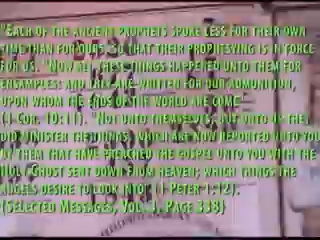 "Each of the ancient prophets spoke less for their own
time than for ours, so that their prophesying is in force
for us. "Now all these things happened unto them for
ensamples: and they are written for our admonition,
upon whom the ends of the world are come"
(1 Cor. 10:11). "Not unto themselves, but unto us they
did minister the things, which are now reported unto you
by them that have preached the gospel unto you with the
Holy Ghost sent down from heaven; which things the
angels desire to look into" (1 Peter 1:12).
(Selected Messages, Vol. 3, Page 338)